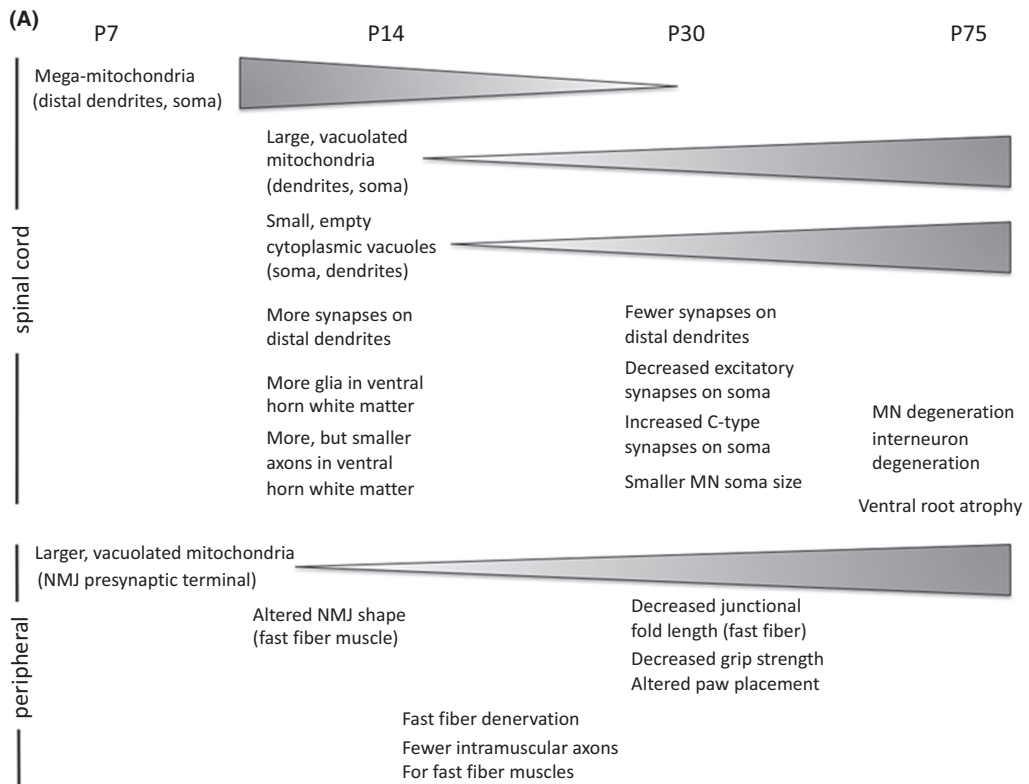 (A)
P7 P14 P30 P75
Mega-mitochondria
(distal dendrites, soma)
Large, vacuolated
mitochondria
(dendrites, soma)
Small, empty
cytoplasmic vacuoles
(soma, dendrites)
spinal cord
More synapses on
distal dendrites
More glia in ventral
horn white matter
More, but smaller
axons in ventral
horn white matter
Fewer synapses on
distal dendrites
Decreased excitatory
synapses on soma
Increased C-type
synapses on soma
Smaller MN soma size
MN degeneration
interneuron
degeneration
Ventral root atrophy
peripheral
Larger, vacuolated mitochondria
(NMJ presynaptic terminal)
Altered NMJ shape
(fast fiber muscle)
Decreased junctional
fold length (fast fiber)
Decreased grip strength
Altered paw placement
Fast fiber denervation
Fewer intramuscular axons
For fast fiber muscles